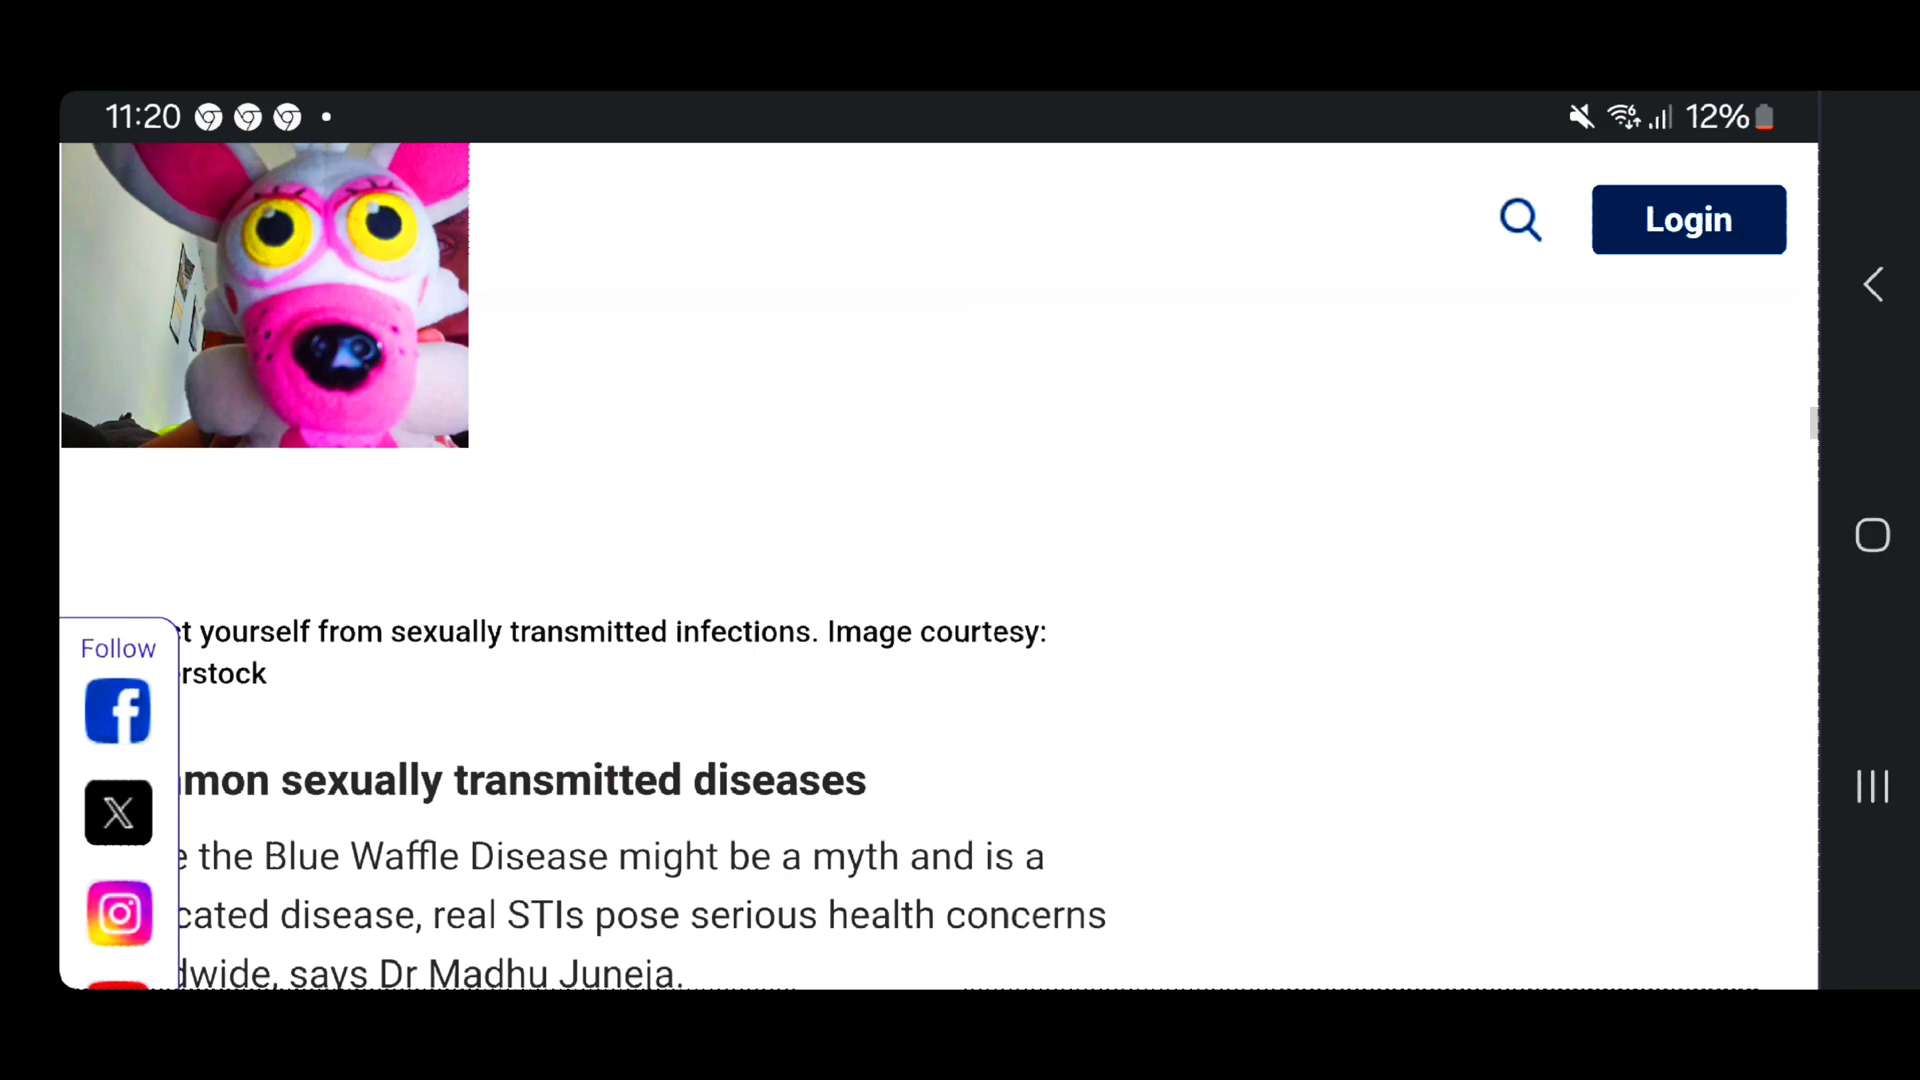 11:20
12%
Login
t yourself from sexually transmitted infections. Image courtesy:
Follow
rstock
mon sexually transmitted diseases
e the Blue Waffle Disease might be a myth and is a
cated disease, real STIs pose serious health concerns
dwide, says Dr Madhu Juneja.